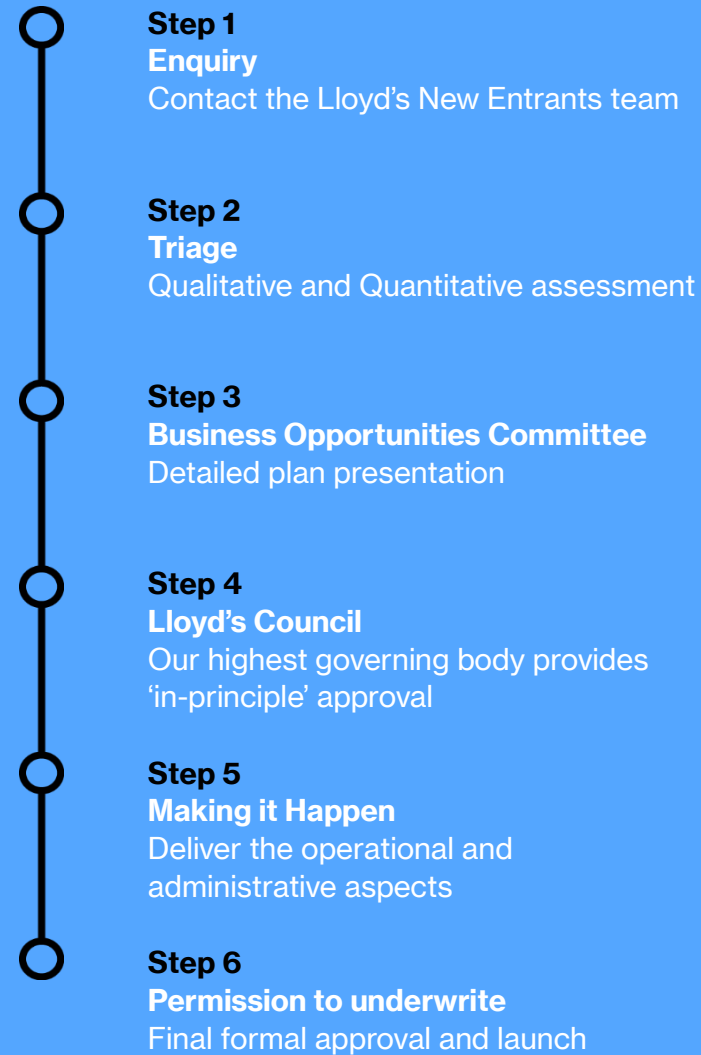 Step 1
Enquiry
Contact the Lloyd’s New Entrants team
Step 2
Triage
Qualitative and Quantitative assessment
Step 3
Business Opportunities Committee
Detailed plan presentation
Step 4
Lloyd’s Council
Our highest governing body provides
‘in-principle’ approval
Step 5
Making it Happen
Deliver the operational and
administrative aspects
Step 6
Permission to underwrite
Final formal approval and launch